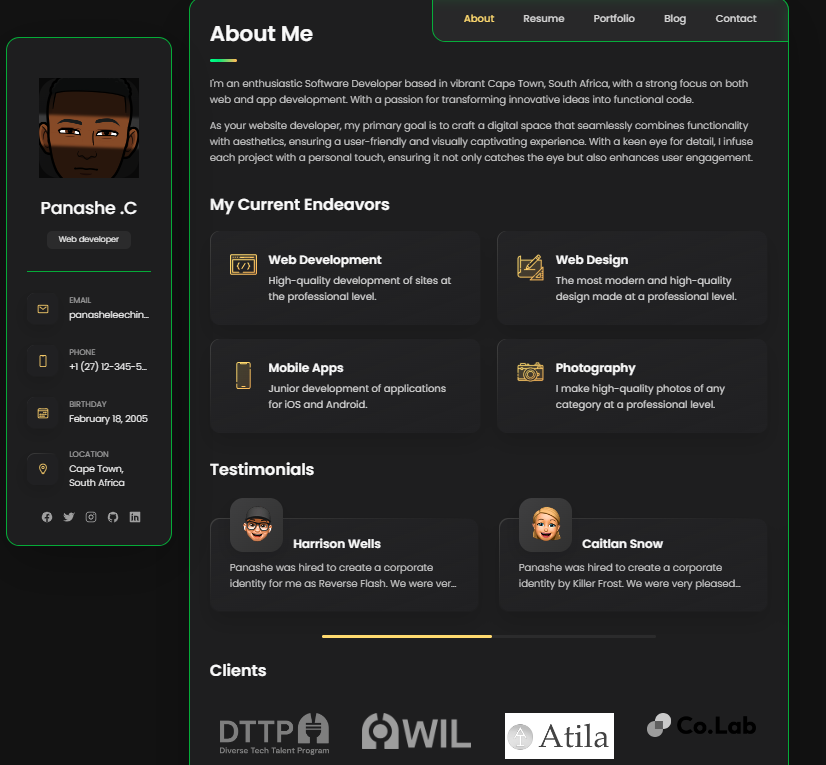 Panashe .C
Web developer
EMAIL
panasheleechin...
PHONE
+1 (27) 12-345-5...
BIRTHDAY
February 18, 2005
LOCATION
Cape Town,
South Africa
About Resume Portfolio Blog Contact
About Me
I'm an enthusiastic Software Developer based in vibrant Cape Town, South Africa, with a strong focus on both
web and app development. With a passion for transforming innovative ideas into functional code.
As your website developer, my primary goal is to craft a digital space that seamlessly combines functionality
with aesthetics, ensuring a user-friendly and visually captivating experience. With a keen eye for detail, I infuse
each project with a personal touch, ensuring it not only catches the eye but also enhances user engagement.
My Current Endeavors
Web Development
High-quality development of sites at
the professional level.
Web Design
The most modern and high-quality
design made at a professional level.
Mobile Apps
Junior development of applications
for iOS and Android.
Photography
I make high-quality photos of any
category at a professional level.
Testimonials
Harrison Wells
Panashe was hired to create a corporate
identity for me as Reverse Flash. We were ver...
Caitlan Snow
Panashe was hired to create a corporate
identity by Killer Frost. We were very pleased...
Clients
DTTP
Diverse Tech Talent Program
WIL
Atila
Co.Lab